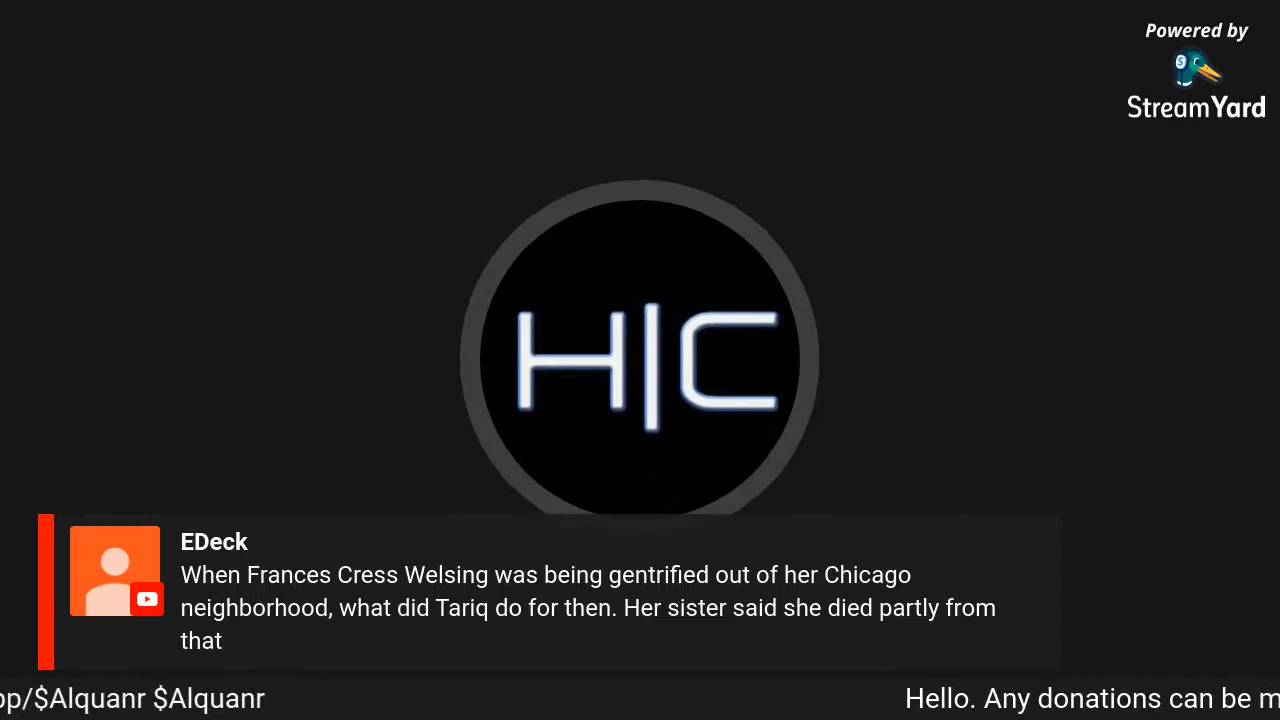 Powered by
StreamYard
H|C
EDeck
When Frances Cress Welsing was being gentrified out of her Chicago
neighborhood, what did Tariq do for then. Her sister said she died partly from
that
pp/$Alquanr $Alquanr
Hello. Any donations can be m